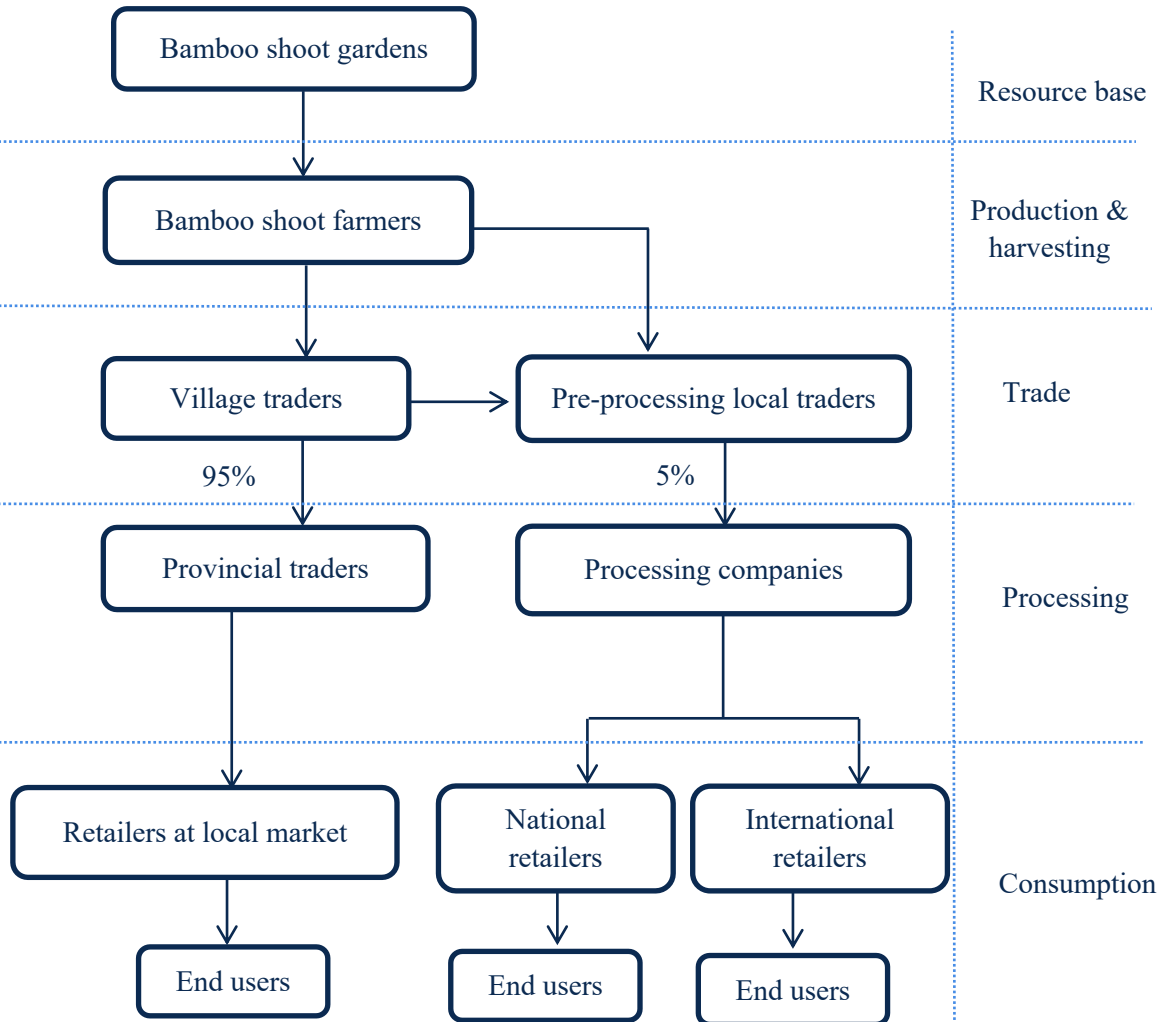 Bamboo shoot gardens
Resource base
Bamboo shoot farmers
Production &
harvesting
Village traders
Pre-processing local traders
Trade
95%
5%
Provincial traders
Processing companies
Processing
Retailers at local market
National
retailers
International
retailers
Consumption
End users
End users
End users